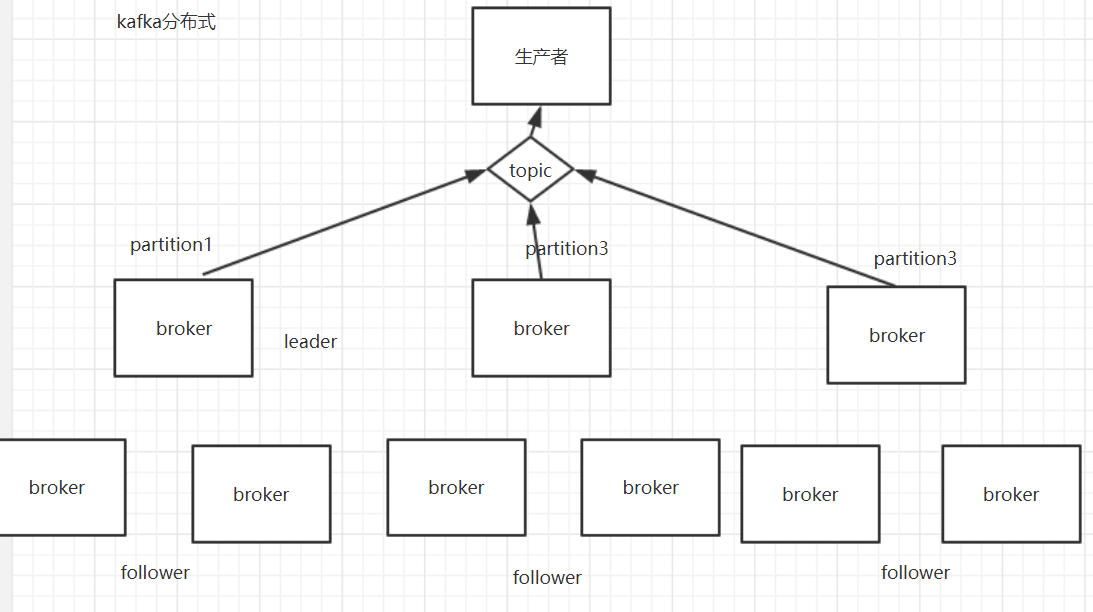 kafka分布式
生产者
topic
partition1
partition3
partition3
broker
leader
broker
broker
broker
broker
broker
broker
broker
broker
follower
follower
follower